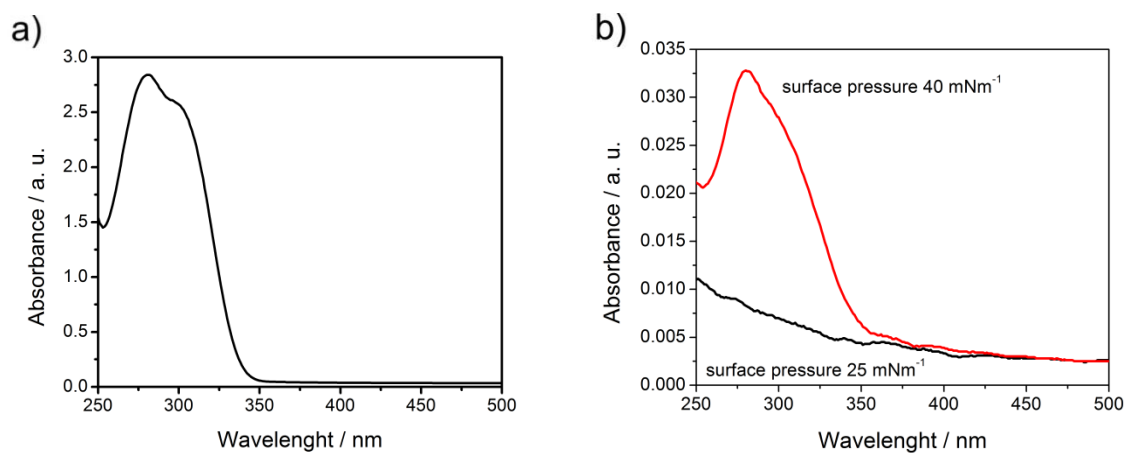 a)
3.0
2.5
2.0
1.5
1.0
0.5
0.0
Absorbance / a. u.
250 300 350 400 450 500
Wavelenght / nm
b)
0.035
0.030
0.025
0.020
0.015
0.010
0.005
0.000
Absorbance / a. u.
surface pressure 40 mNm⁻¹
surface pressure 25 mNm⁻¹
250 300 350 400 450 500
Wavelenght / nm